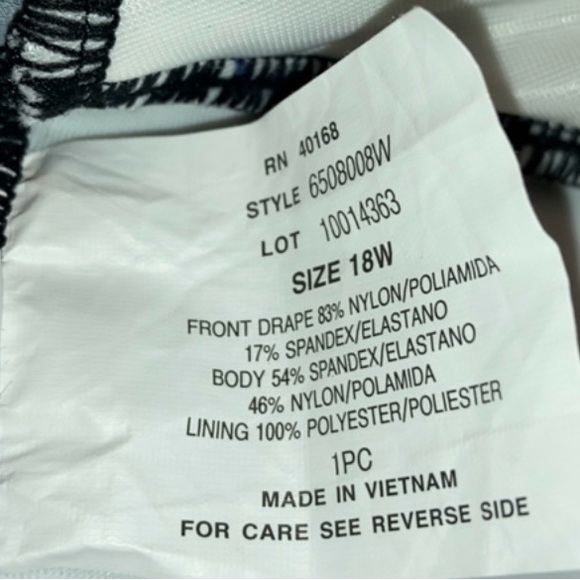 RN 40168
STYLE 6508008W
LOT 10014363
SIZE 18W
FRONT DRAPE 83% NYLON/POLIAMIDA
17% SPANDEX/ELASTANO
BODY 54% SPANDEX/ELASTANO
46% NYLON/POLAMIDA
LINING 100% POLYESTER/POLIESTER
1PC
MADE IN VIETNAM
FOR CARE SEE REVERSE SIDE